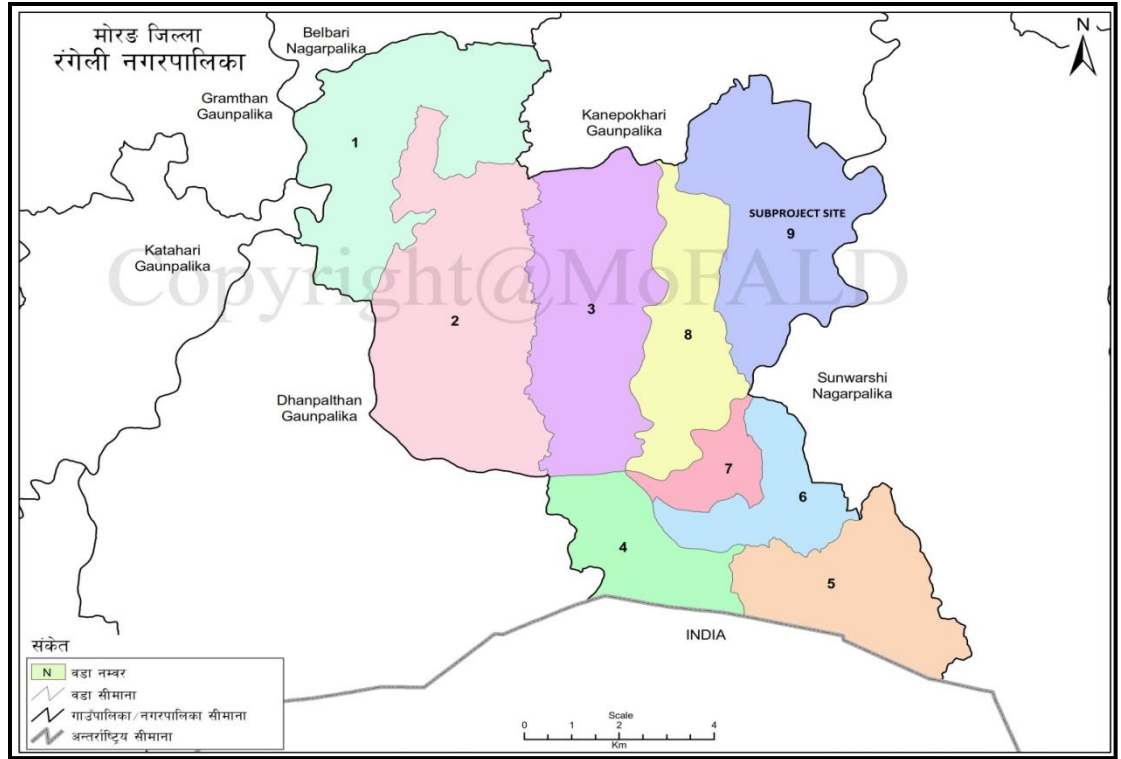 मोरङ जिल्ला
रंगेली नगरपालिका
Belbari
Nagarpalika
N
Gramthan
Gaunpalika
Kanepokhari
Gaunpalika
1
SUBPROJECT SITE
9
Katahari
Gaunpalika
Copyright@MoFALD
2
3
8
Sunwarshi
Nagarpalika
Dhanpalthan
Gaunpalika
7
6
4
5
INDIA
संकेत
N वडा नम्वर
वडा सीमाना
गाउँपालिका/नगरपालिका सीमाना
अन्तर्राष्ट्रिय सीमाना
Scale
0 1 2 4
Km